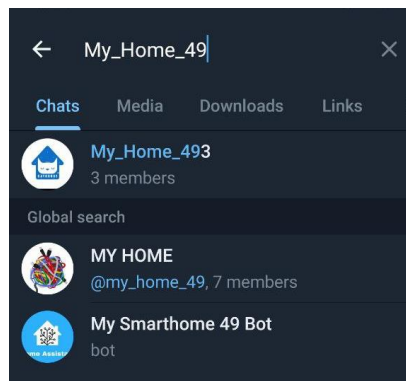 My_Home_49
Chats Media Downloads Links
My_Home_493
3 members
Global search
MY HOME
@my_home_49, 7 members
My Smarthome 49 Bot
bot